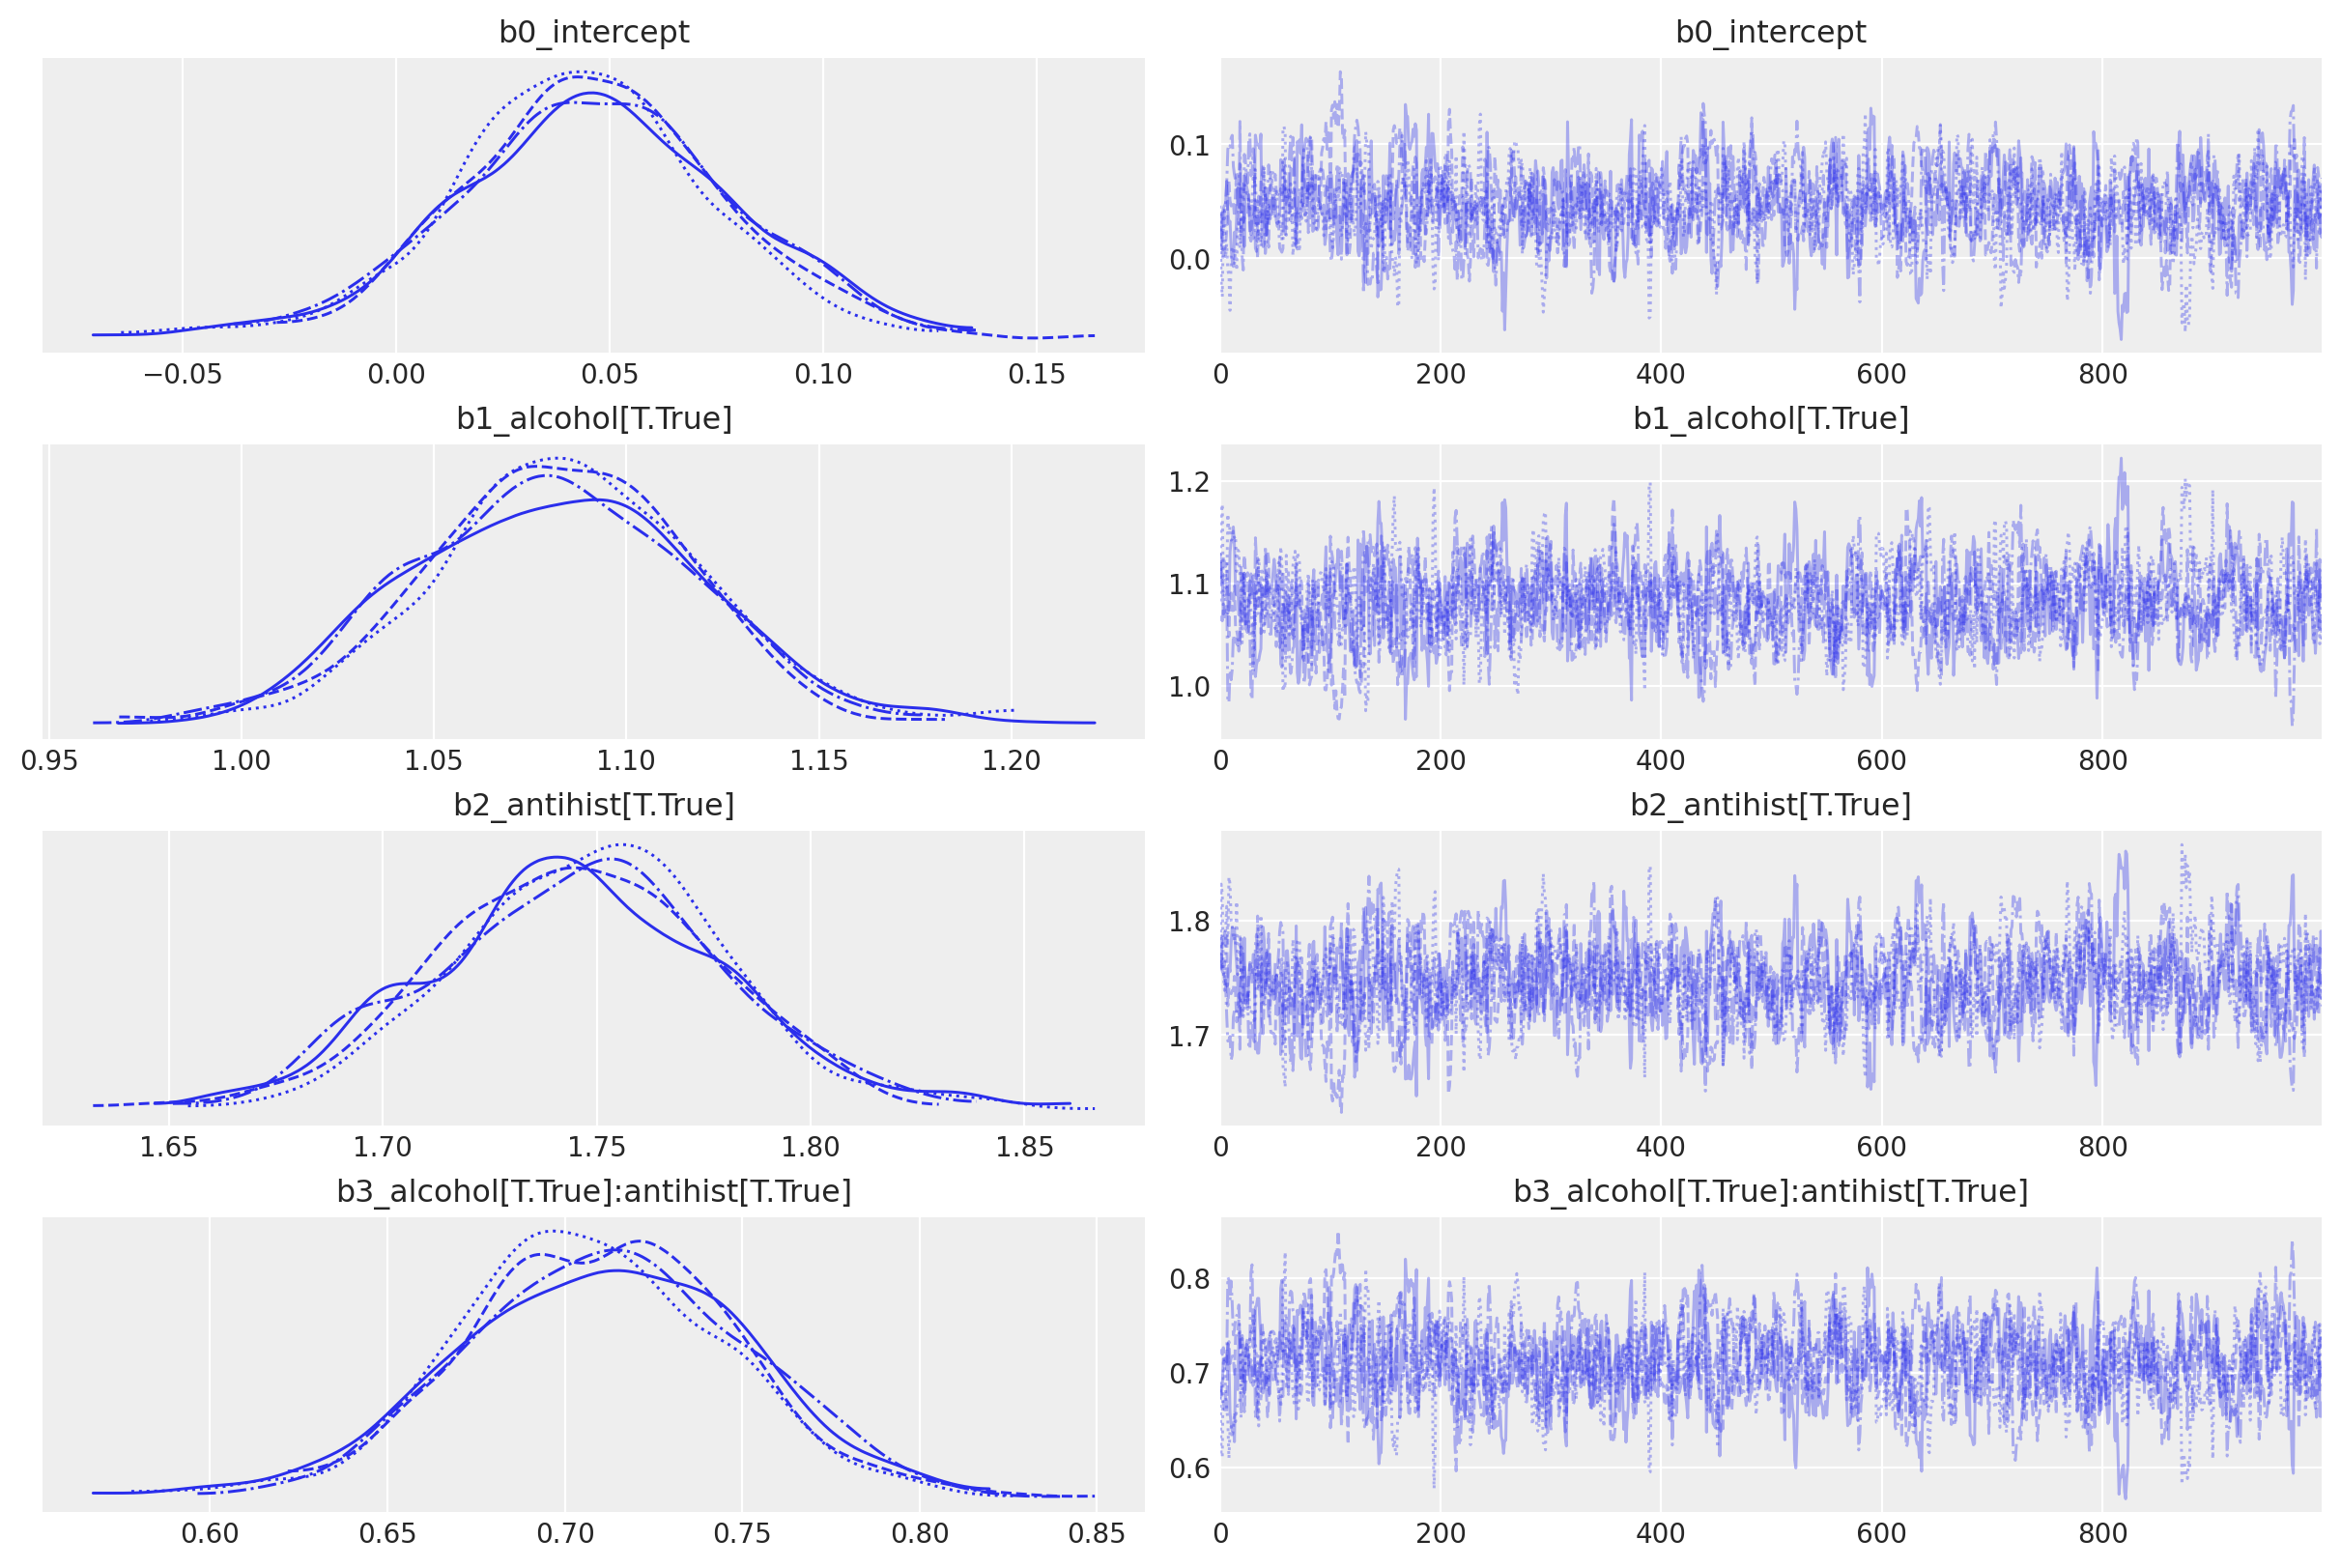 b0_intercept
b0_intercept
0.1
0.0
−0.05 0.00 0.05 0.10 0.15
0 200 400 600 800
b1_alcohol[T.True]
b1_alcohol[T.True]
1.2
1.1
1.0
0.95 1.00 1.05 1.10 1.15 1.20
0 200 400 600 800
b2_antihist[T.True]
b2_antihist[T.True]
1.8
1.7
1.65 1.70 1.75 1.80 1.85
0 200 400 600 800
b3_alcohol[T.True]:antihist[T.True]
b3_alcohol[T.True]:antihist[T.True]
0.8
0.7
0.6
0.60 0.65 0.70 0.75 0.80 0.85
0 200 400 600 800